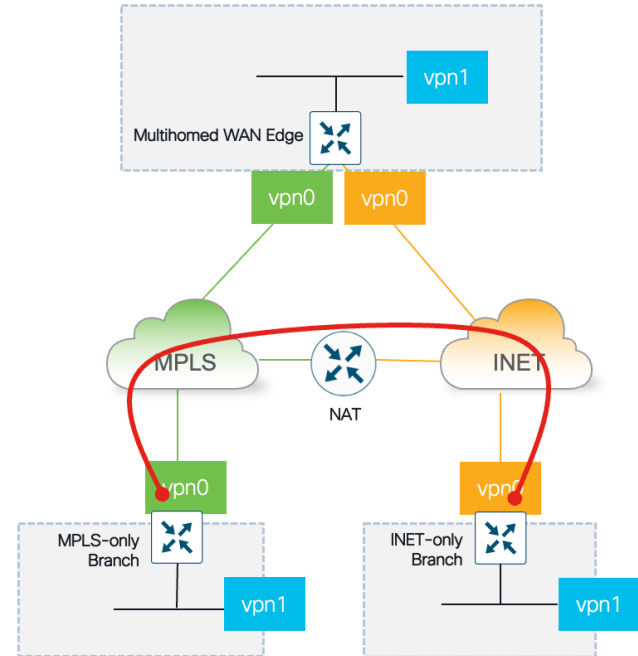 vpn1
Multihomed WAN Edge
vpn0
vpn0
MPLS
INET
NAT
vpn0
vpn0
MPLS-only
Branch
INET-only
Branch
vpn1
vpn1